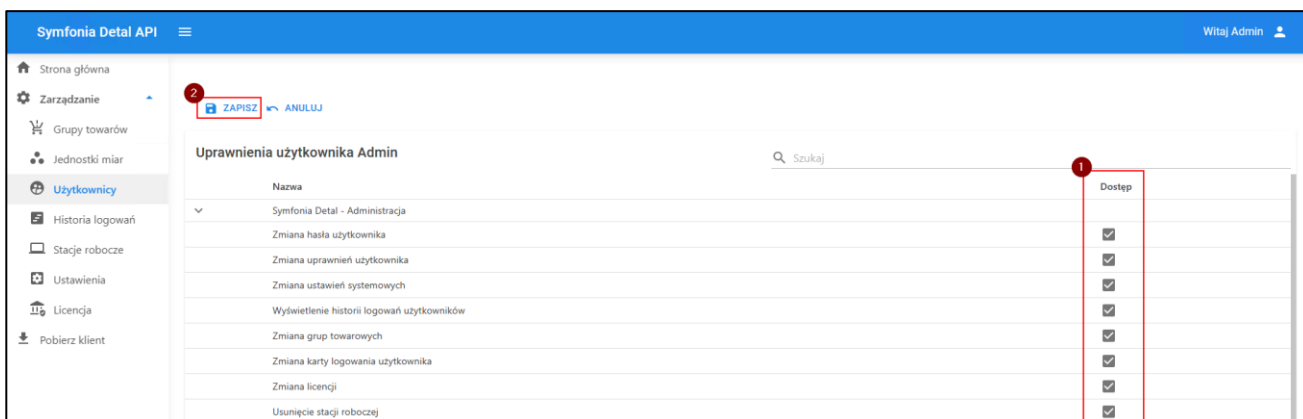 Symfonia Detal API
Witaj Admin
Strona główna
Zarządzanie
Grupy towarów
Jednostki miar
Użytkownicy
Historia logowań
Stacje robocze
Ustawienia
Licencja
Pobierz klient
2
ZAPISZ ANULUJ
Uprawnienia użytkownika Admin
Szukaj
1
Nazwa Dostęp
Symfonia Detal - Administracja
Zmiana hasła użytkownika
Zmiana uprawnień użytkownika
Zmiana ustawień systemowych
Wyświetlenie historii logowań użytkowników
Zmiana grup towarowych
Zmiana karty logowania użytkownika
Zmiana licencji
Usunięcie stacji roboczej